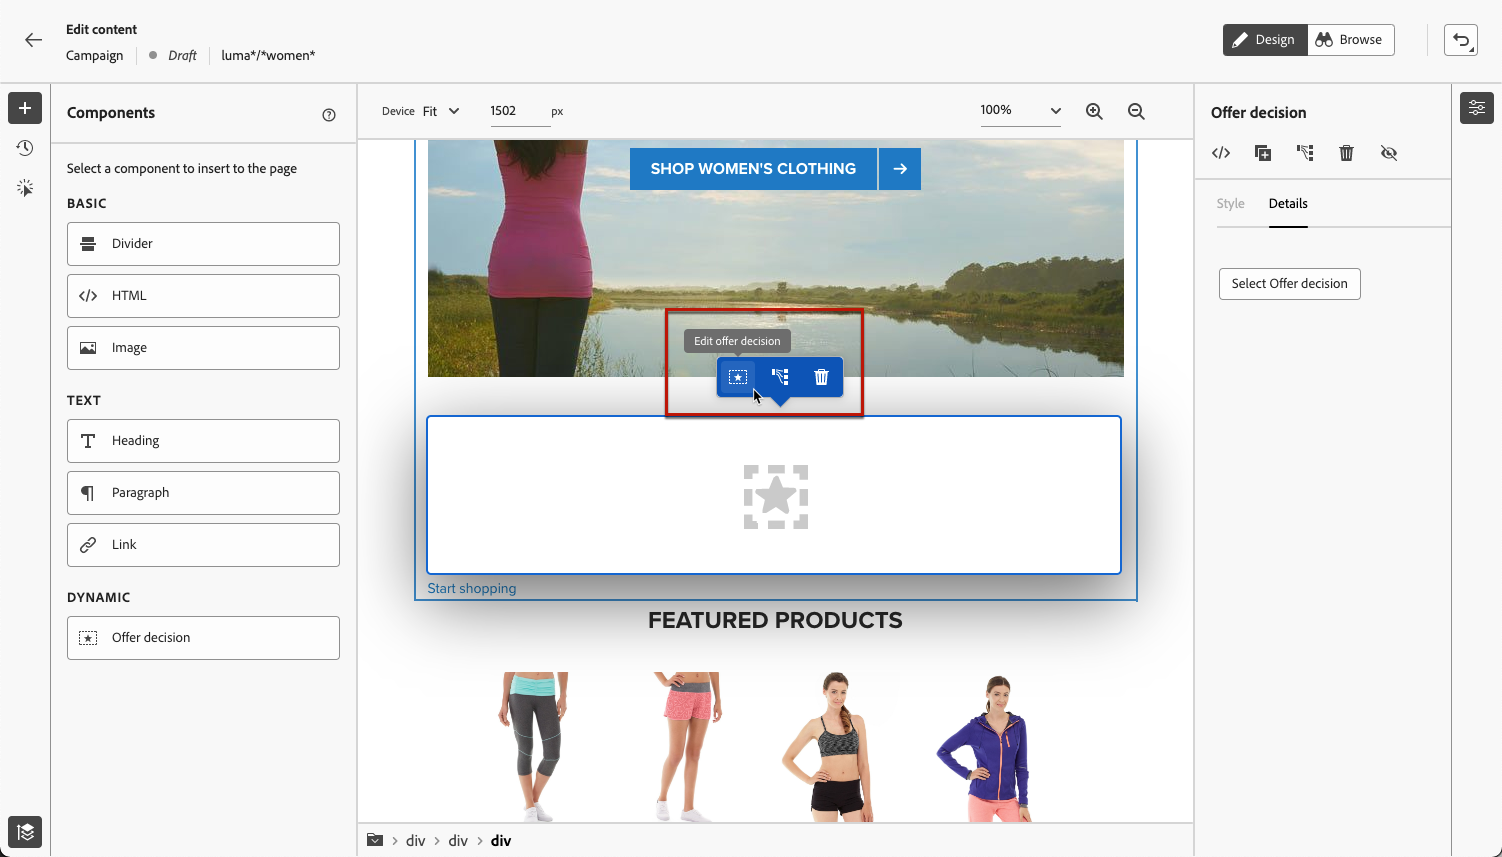 Edit content
Campaign
Draft
luma*/*women*
Design
Browse
Components
Select a component to insert to the page
BASIC
Divider
HTML
Image
TEXT
Heading
Paragraph
Link
DYNAMIC
Offer decision
Device Fit
1502 px
100%
SHOP WOMEN'S CLOTHING
Edit offer decision
Start shopping
FEATURED PRODUCTS
div > div > div
Offer decision
Style
Details
Select Offer decision